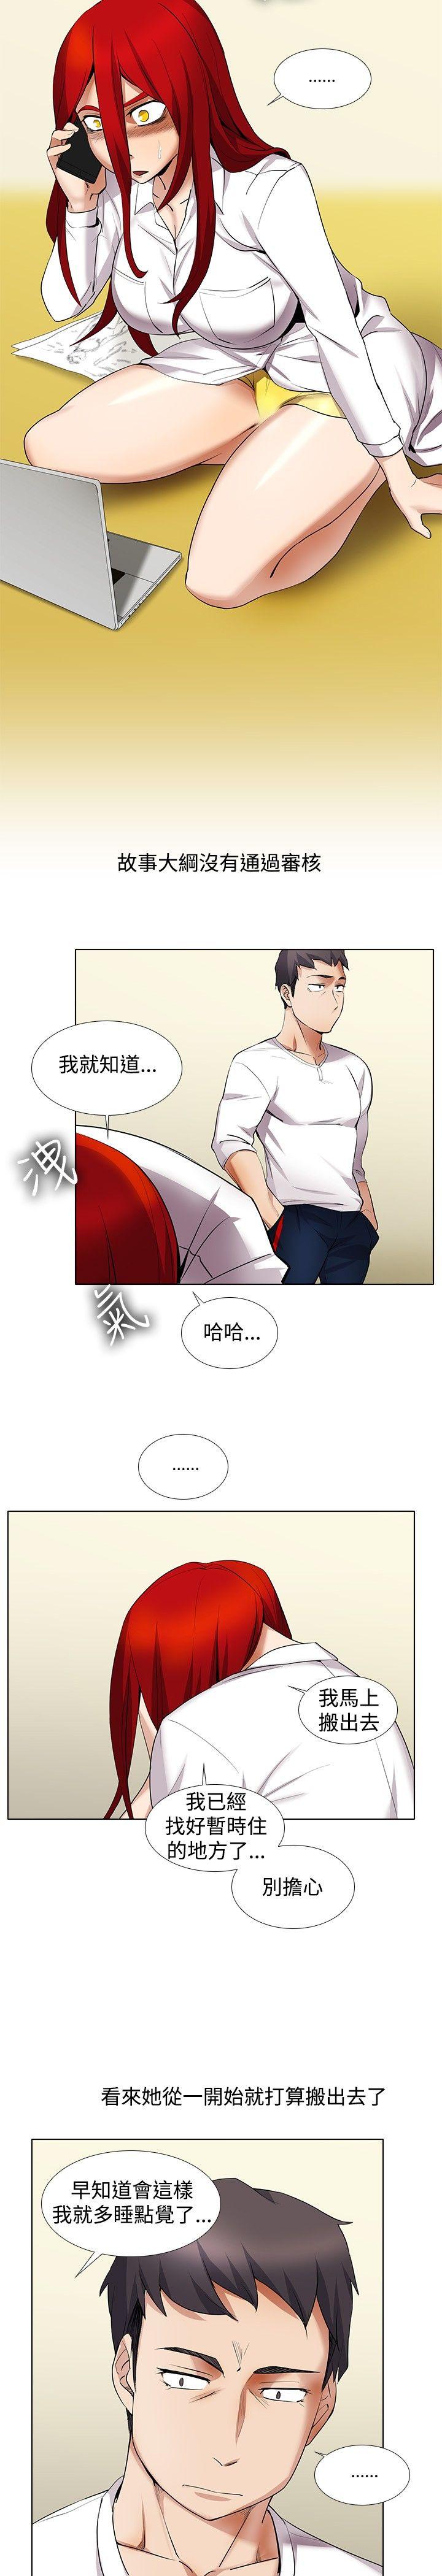 ......
故事大綱沒有通過審核
我就知道...
洩
氣
哈哈...
......
我馬上
搬出去
我已經
找好暫時住
的地方了...
別擔心
看來她從一開始就打算搬出去了
早知道會這樣
我就多睡點覺了...
......